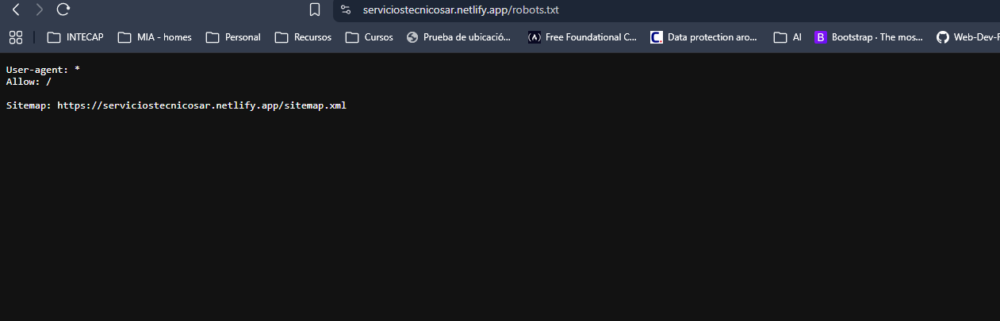 serviciostecnicosar.netlify.app/robots.txt
INTECAP MIA - homes Personal Recursos Cursos Prueba de ubicació... Free Foundational C... Data protection aro... AI Bootstrap · The mos... Web-Dev-F
User-agent: *
Allow: /
Sitemap: https://serviciostecnicosar.netlify.app/sitemap.xml